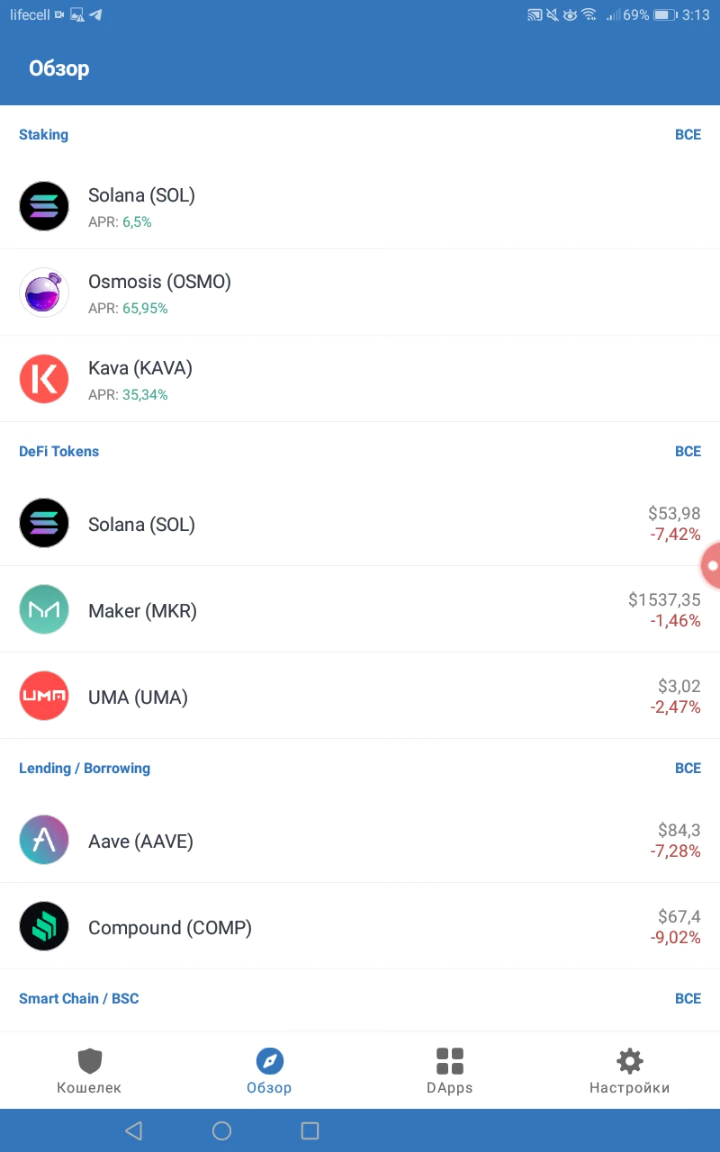 lifecell 69% 3:13
Обзор
Staking ВСЕ
Solana (SOL)
APR: 6,5%
Osmosis (OSMO)
APR: 65,95%
Kava (KAVA)
APR: 35,34%
DeFi Tokens ВСЕ
Solana (SOL)
$53,98
-7,42%
Maker (MKR)
$1537,35
-1,46%
UMA
UMA (UMA)
$3,02
-2,47%
Lending / Borrowing ВСЕ
Aave (AAVE)
$84,3
-7,28%
Compound (COMP)
$67,4
-9,02%
Smart Chain / BSC ВСЕ
Кошелек Обзор DApps Настройки